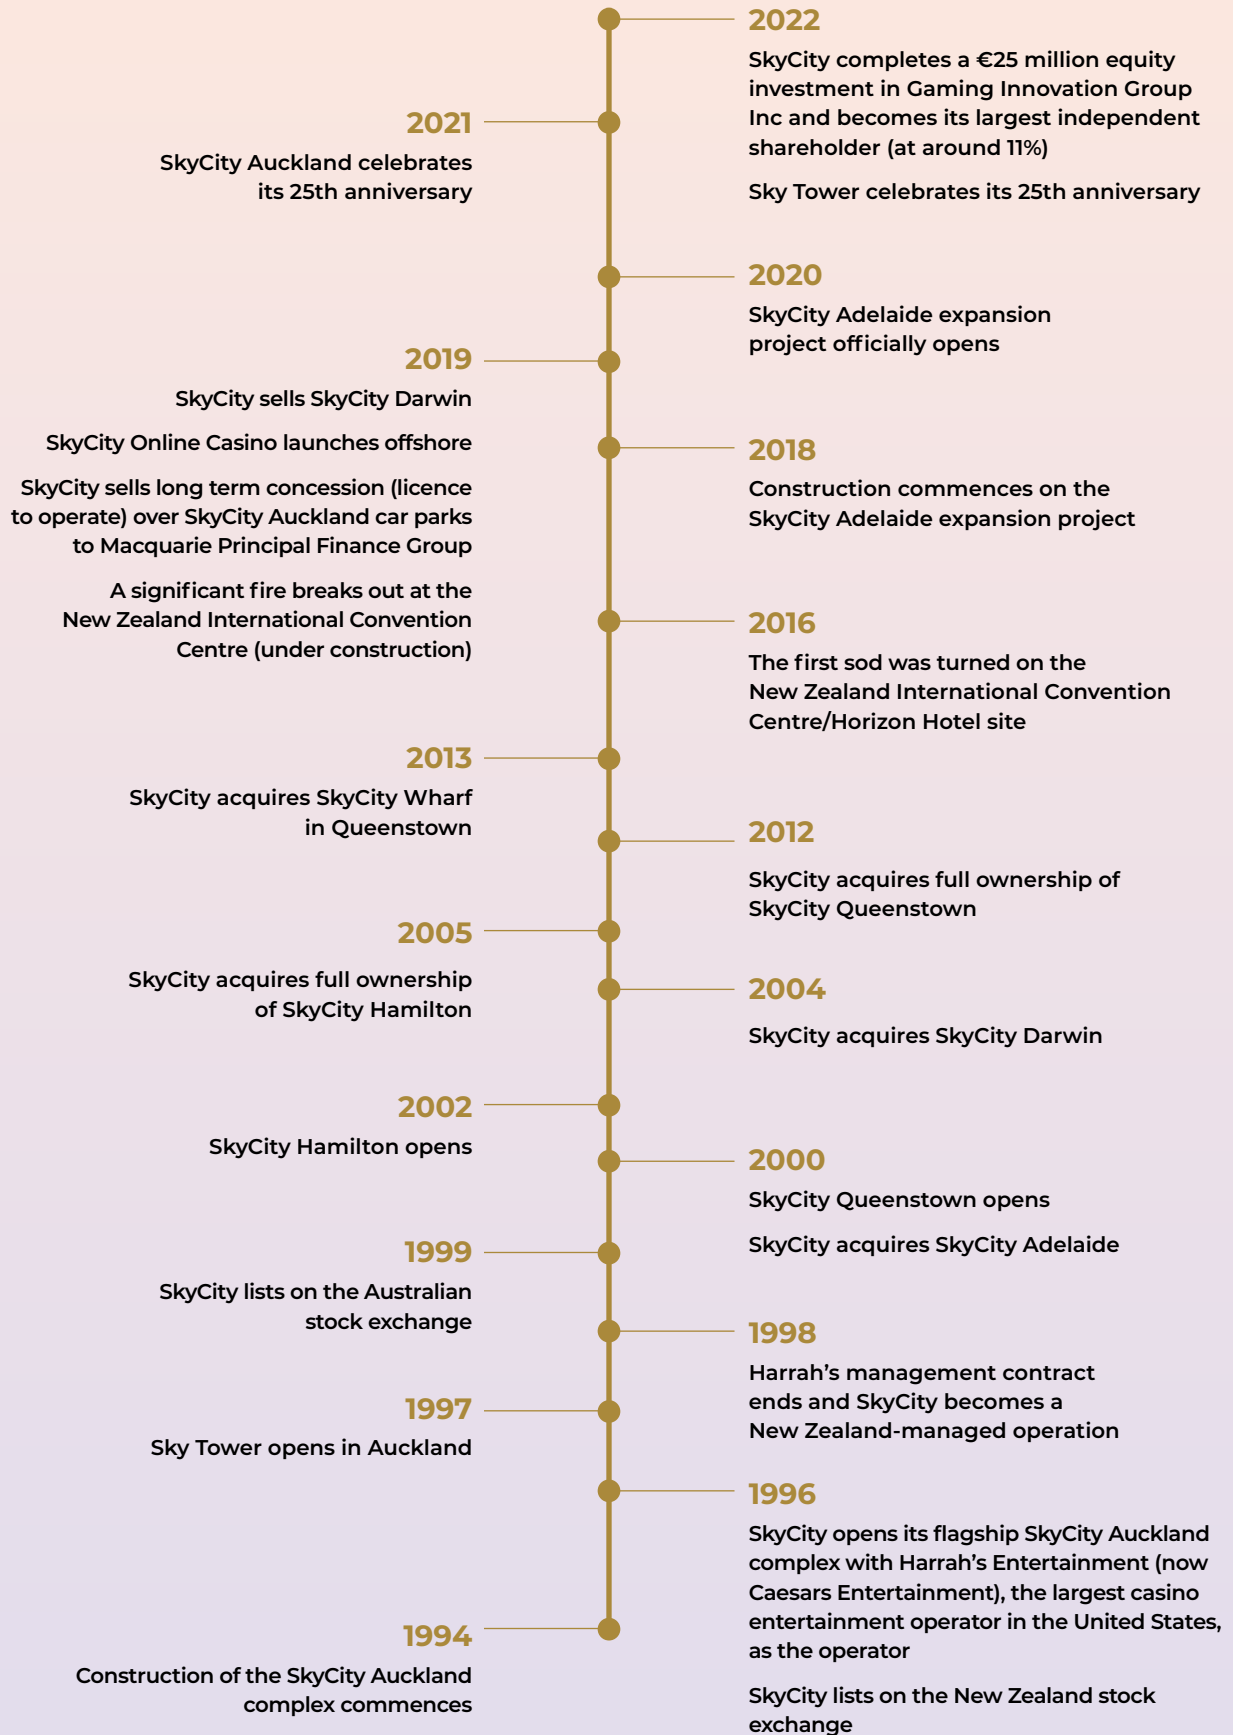 2022
SkyCity completes a €25 million equity
investment in Gaming Innovation Group
Inc and becomes its largest independent
shareholder (at around 11%)
Sky Tower celebrates its 25th anniversary
2021
SkyCity Auckland celebrates
its 25th anniversary
2020
SkyCity Adelaide expansion
project officially opens
2019
SkyCity sells SkyCity Darwin
SkyCity Online Casino launches offshore
SkyCity sells long term concession (licence
to operate) over SkyCity Auckland car parks
to Macquarie Principal Finance Group
A significant fire breaks out at the
New Zealand International Convention
Centre (under construction)
2018
Construction commences on the
SkyCity Adelaide expansion project
2016
The first sod was turned on the
New Zealand International Convention
Centre/Horizon Hotel site
2013
SkyCity acquires SkyCity Wharf
in Queenstown
2012
SkyCity acquires full ownership of
SkyCity Queenstown
2005
SkyCity acquires full ownership
of SkyCity Hamilton
2004
SkyCity acquires SkyCity Darwin
2002
SkyCity Hamilton opens
2000
SkyCity Queenstown opens
SkyCity acquires SkyCity Adelaide
1999
SkyCity lists on the Australian
stock exchange
1998
Harrah’s management contract
ends and SkyCity becomes a
New Zealand-managed operation
1997
Sky Tower opens in Auckland
1996
SkyCity opens its flagship SkyCity Auckland
complex with Harrah’s Entertainment (now
Caesars Entertainment), the largest casino
entertainment operator in the United States,
as the operator
SkyCity lists on the New Zealand stock
exchange
1994
Construction of the SkyCity Auckland
complex commences